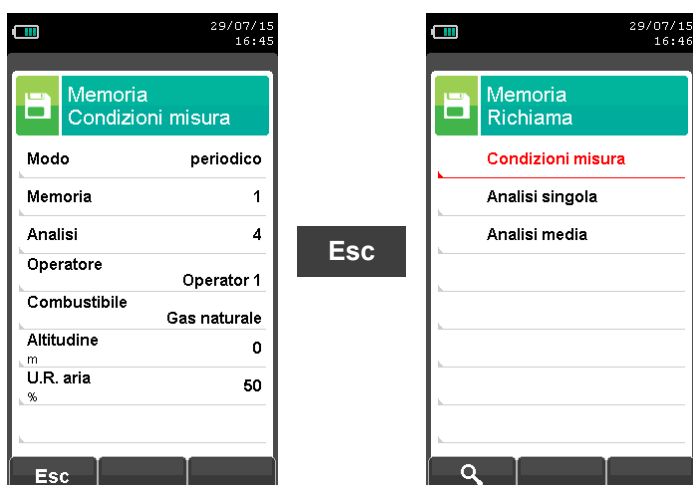 29/07/15
16:45
Memoria
Condizioni misura
Modo periodico
Memoria 1
Analisi 4
Operatore
Operator 1
Combustibile
Gas naturale
Altitudine
m 0
U.R. aria
% 50
Esc
Esc
29/07/15
16:46
Memoria
Richiama
Condizioni misura
Analisi singola
Analisi media